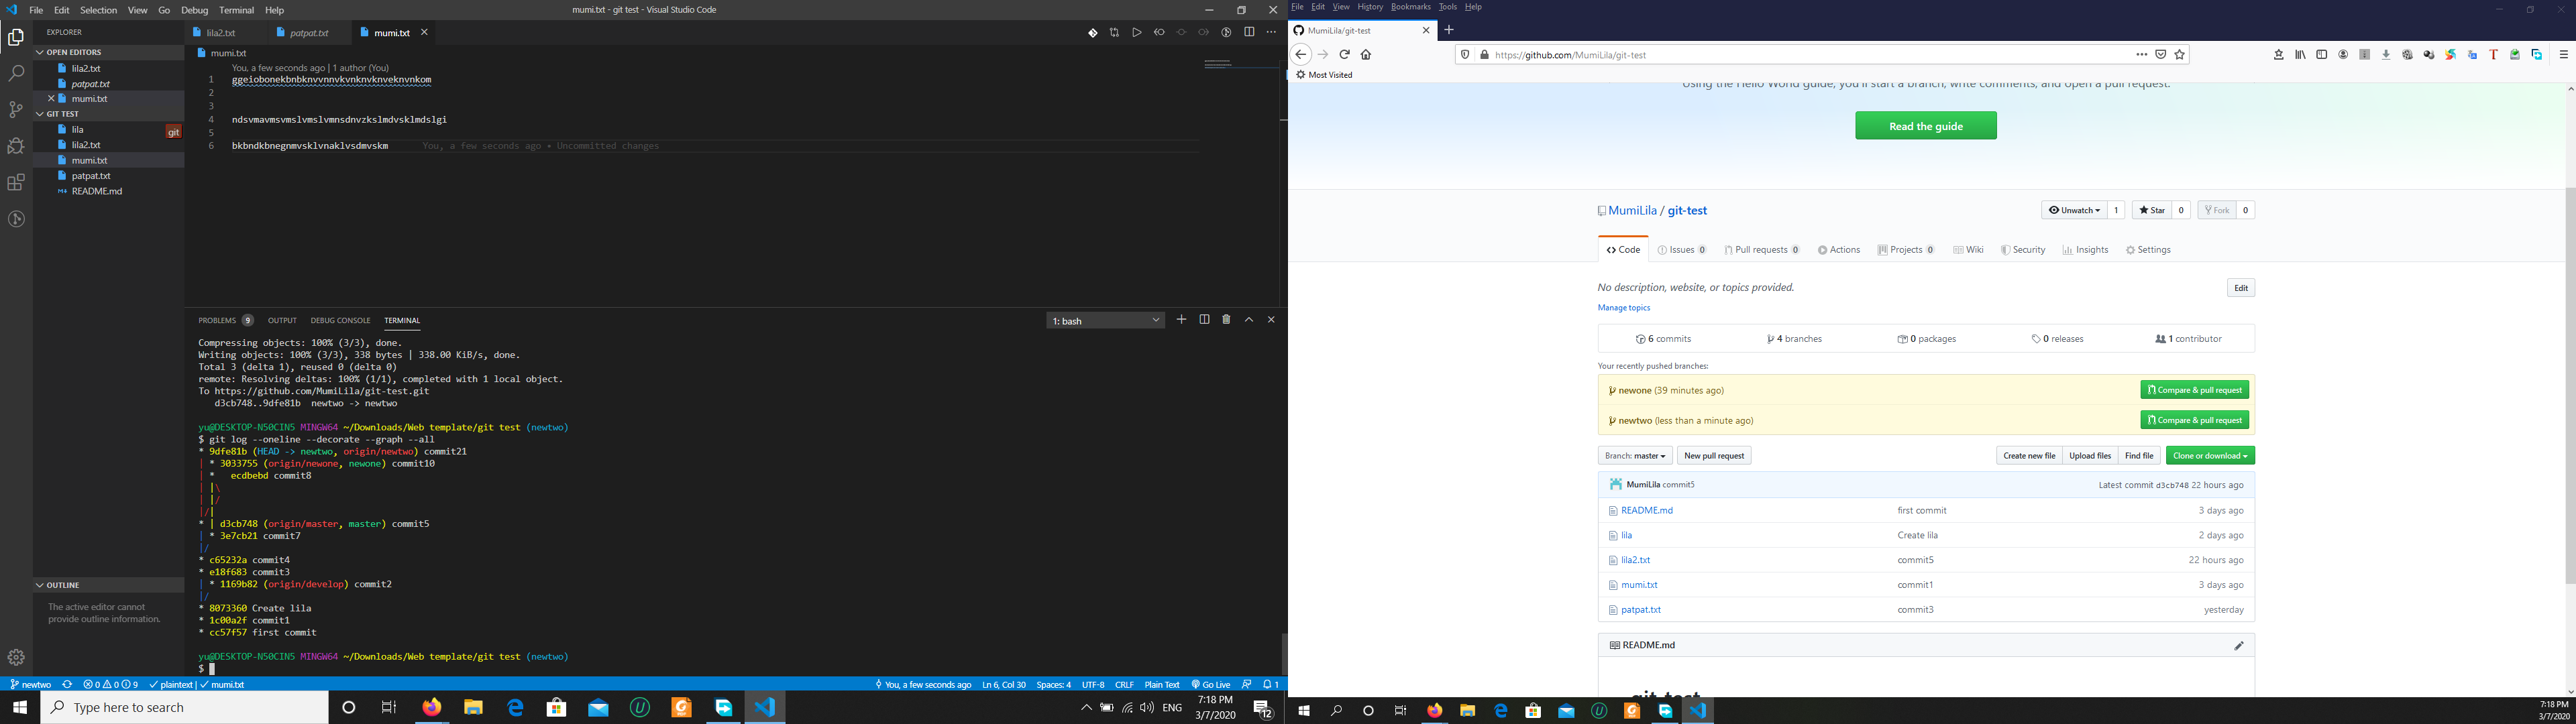 File Edit Selection View Go Debug Terminal Help
mumi.txt - git test - Visual Studio Code
EXPLORER
OPEN EDITORS
lila2.txt
patpat.txt
mumi.txt
GIT TEST
lila
git
lila2.txt
mumi.txt
patpat.txt
README.md
OUTLINE
The active editor cannot
provide outline information.
lila2.txt
patpat.txt
mumi.txt
mumi.txt
You, a few seconds ago | 1 author (You)
1 ggeiobonekbnbknvvnnvkvnknvknvveknvnkom
2
3
4 ndsvmavmsvmslvmslvmnsdnvzkslmdvsklmdslgi
5
6 bkbndkbnegnmvsklvnaklvsdmvskm You, a few seconds ago • Uncommitted changes
PROBLEMS 9 OUTPUT DEBUG CONSOLE TERMINAL
1: bash
Compressing objects: 100% (3/3), done.
Writing objects: 100% (3/3), 338 bytes | 338.00 KiB/s, done.
Total 3 (delta 1), reused 0 (delta 0)
remote: Resolving deltas: 100% (1/1), completed with 1 local object.
To https://github.com/MumiLila/git-test.git
d3cb748..9dfe81b newtwo -> newtwo
yu@DESKTOP-N50CIN5 MINGW64 ~/Downloads/Web template/git test (newtwo)
$ git log --oneline --decorate --graph --all
* 9dfe81b (HEAD -> newtwo, origin/newtwo) commit21
| * 3033755 (origin/newone, newone) commit10
| *   ecdbebd commit8
| |\
| |/
|/|
* | d3cb748 (origin/master, master) commit5
| * 3e7cb21 commit7
|/
* c65232a commit4
* e18f683 commit3
| * 1169b82 (origin/develop) commit2
|/
* 8073360 Create lila
* 1c00a2f commit1
* cc57f57 first commit
yu@DESKTOP-N50CIN5 MINGW64 ~/Downloads/Web template/git test (newtwo)
$
newtwo 0 0 9 plaintext | mumi.txt
You, a few seconds ago Ln 6, Col 30 Spaces: 4 UTF-8 CRLF Plain Text Go Live 1
Type here to search
ENG
7:18 PM
3/7/2020
12
File Edit View History Bookmarks Tools Help
MumiLila/git-test
https://github.com/MumiLila/git-test
Most Visited
Using the Hello World guide, you'll start a branch, write comments, and open a pull request.
Read the guide
MumiLila / git-test
Unwatch 1 Star 0 Fork 0
Code Issues 0 Pull requests 0 Actions Projects 0 Wiki Security Insights Settings
No description, website, or topics provided.
Edit
Manage topics
6 commits 4 branches 0 packages 0 releases 1 contributor
Your recently pushed branches:
newone (39 minutes ago) Compare & pull request
newtwo (less than a minute ago) Compare & pull request
Branch: master New pull request Create new file Upload files Find file Clone or download
MumiLila commit5 Latest commit d3cb748 22 hours ago
README.md first commit 3 days ago
lila Create lila 2 days ago
lila2.txt commit5 22 hours ago
mumi.txt commit1 3 days ago
patpat.txt commit3 yesterday
README.md
git-test
7:18 PM
3/7/2020